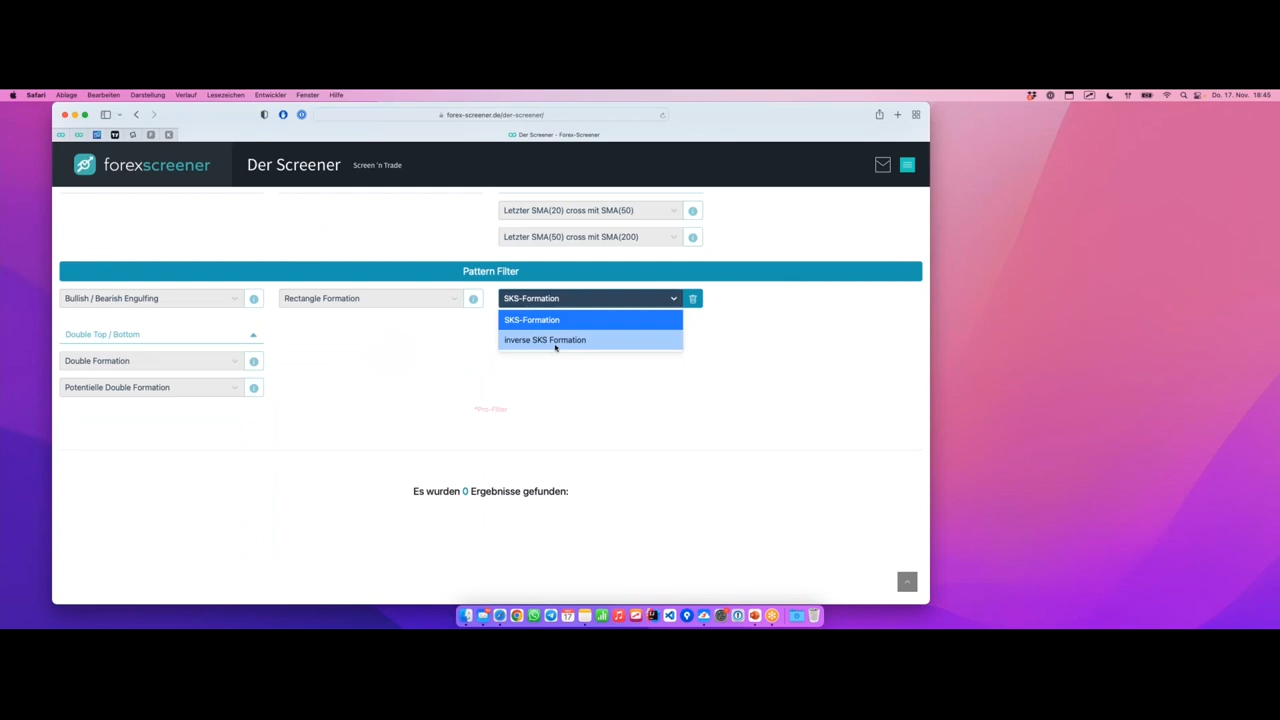 Safari Ablage Bearbeiten Darstellung Verlauf Lesezeichen Entwickler Fenster Hilfe Do. 17. Nov. 18:45
forex-screener.de/der-screener/
Der Screener - Forex-Screener
forexscreener Der Screener Screen 'n Trade
Letzter SMA(20) cross mit SMA(50)
Letzter SMA(50) cross mit SMA(200)
Pattern Filter
Bullish / Bearish Engulfing Rectangle Formation SKS-Formation
SKS-Formation
Double Top / Bottom inverse SKS Formation
Double Formation
Potentielle Double Formation
*Pro-Filter
Es wurden 0 Ergebnisse gefunden: